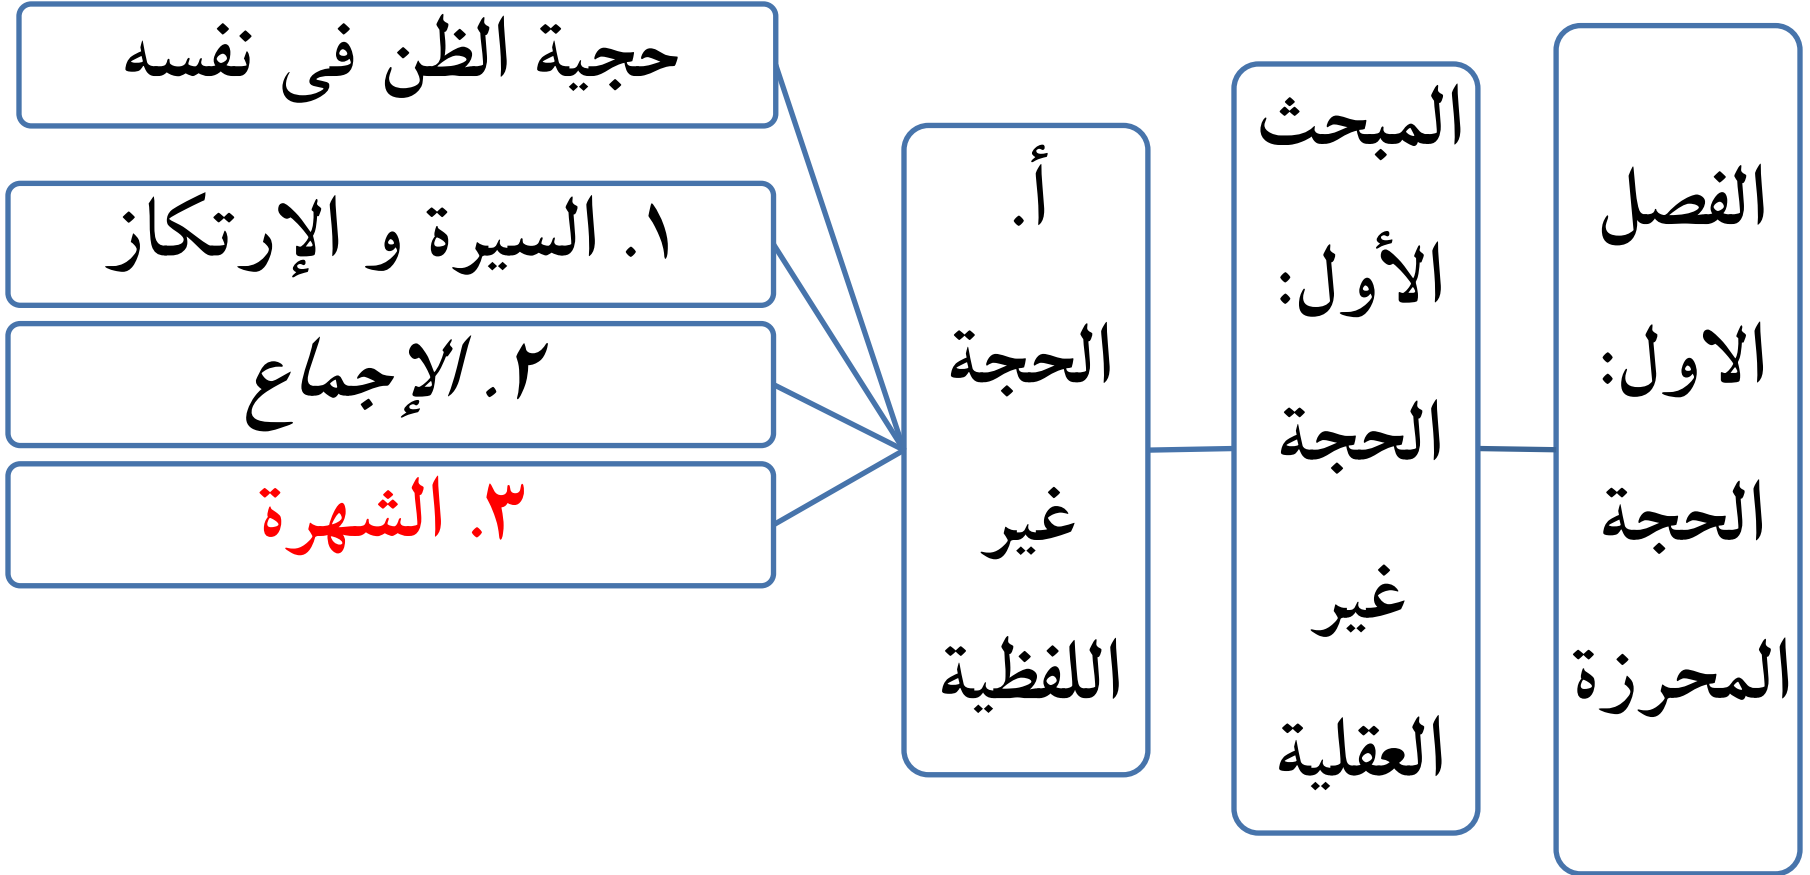 الفصل
الاول:
الحجة
المحرزة
المبحث
الأول:
الحجة
غير
العقلية
أ.
الحجة
غير
اللفظية
حجية الظن فى نفسه
١. السيرة و الإرتكاز
٢. الإجماع
٣. الشهرة